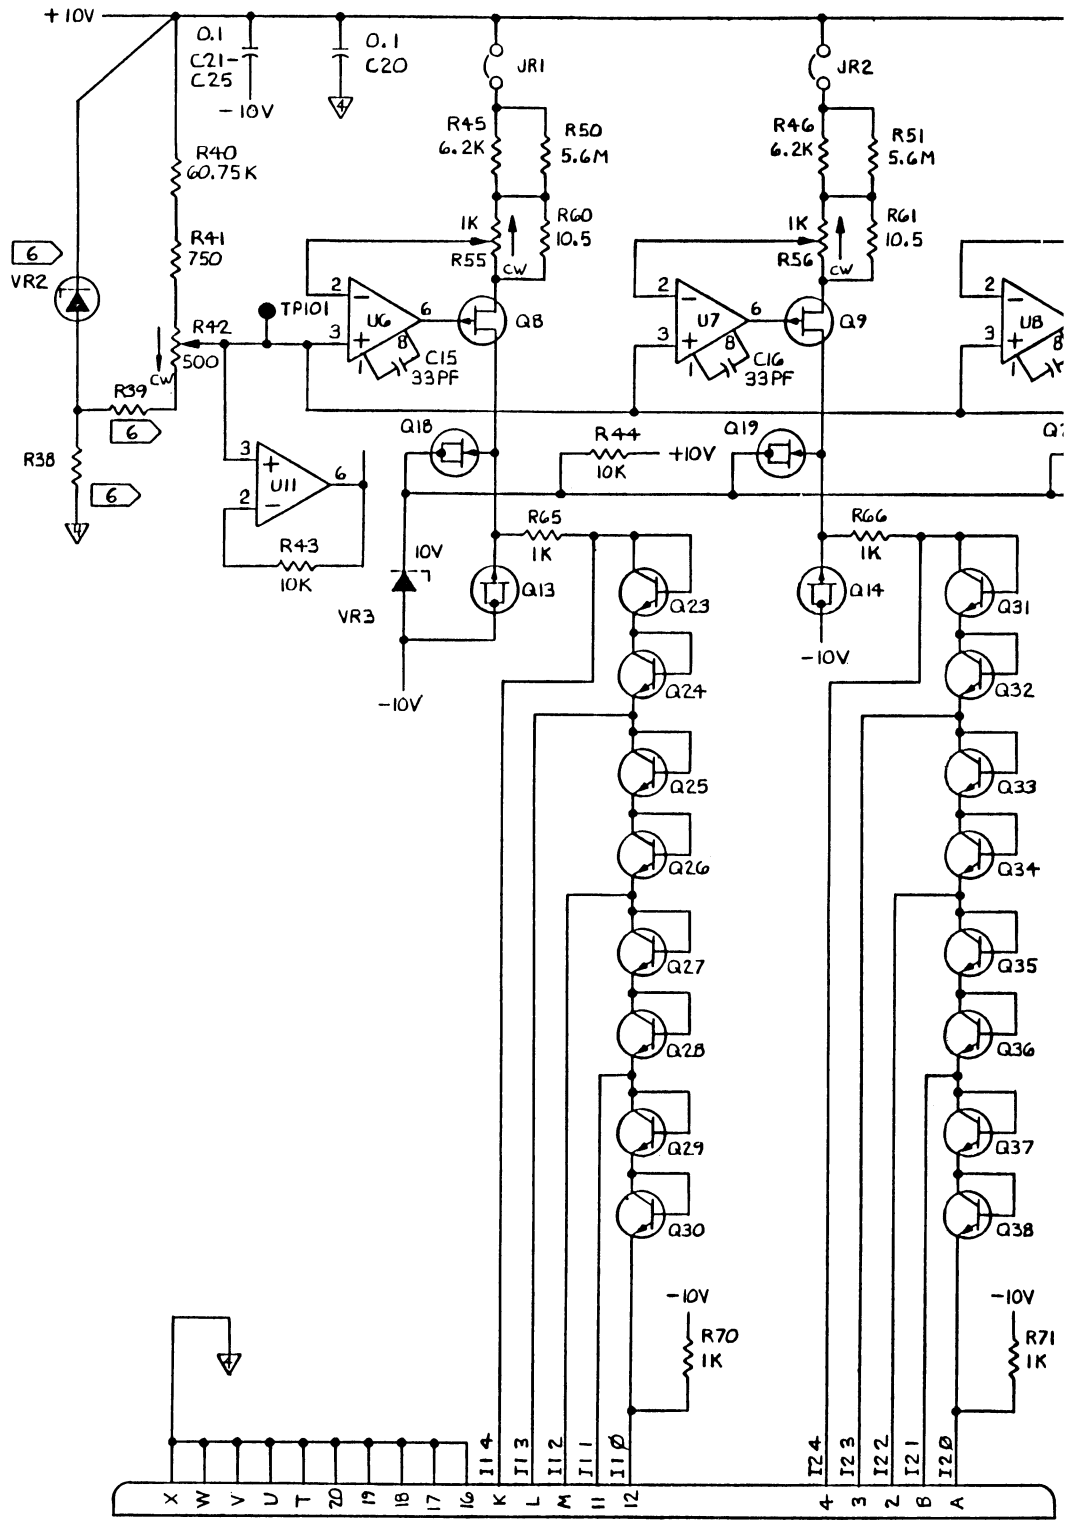 +10V
0.1
C21-
C25
-10V
0.1
C20
4
JR1
JR2
R45
6.2K
R50
5.6M
R46
6.2K
R51
5.6M
R40
60.75K
R41
750
1K
R55
CW
R60
10.5
1K
R56
CW
R61
10.5
6
VR2
TP101
R42
500
CW
2
3
U6
6
8
1
C15
33PF
Q8
2
3
U7
6
8
1
C16
33PF
Q9
2
3
U8
8
1
R39
6
R38
6
4
3
2
U11
6
R43
10K
Q18
R44
10K
+10V
Q19
10V
VR3
-10V
R65
1K
Q13
R66
1K
Q14
-10V
Q23
Q24
Q25
Q26
Q27
Q28
Q29
Q30
Q31
Q32
Q33
Q34
Q35
Q36
Q37
Q38
-10V
R70
1K
-10V
R71
1K
4
I14
I13
I12
I11
I1Ø
I24
I23
I22
I21
I2Ø
X
W
V
U
T
20
19
18
17
16
K
L
M
11
12
4
3
2
B
A